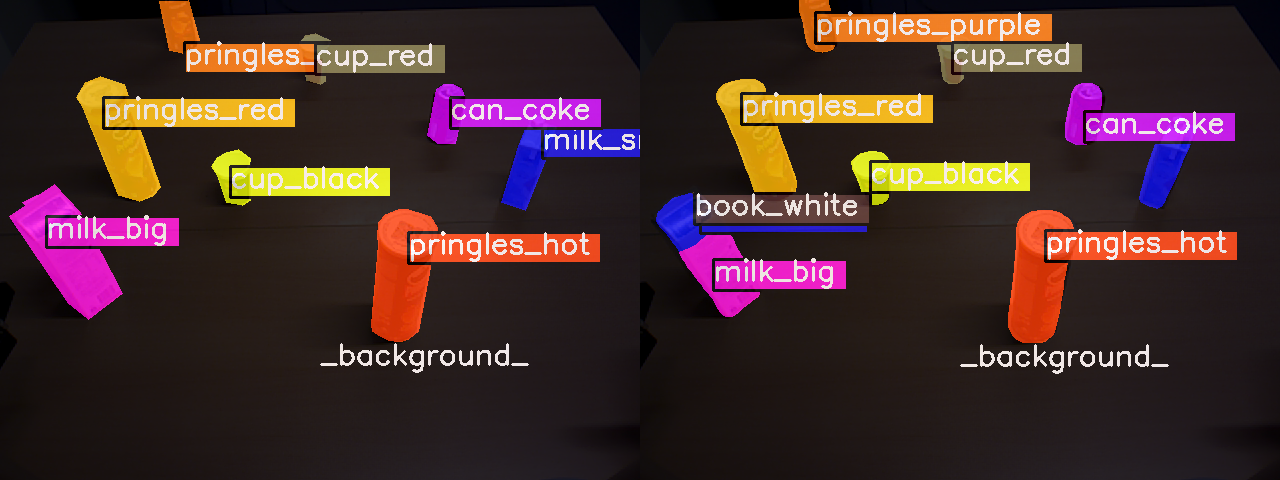 pringles_
cup_red
pringles_red
can_coke
milk_s
cup_black
milk_big
pringles_hot
_background_
pringles_purple
cup_red
pringles_red
can_coke
cup_black
book_white
milk_big
pringles_hot
_background_